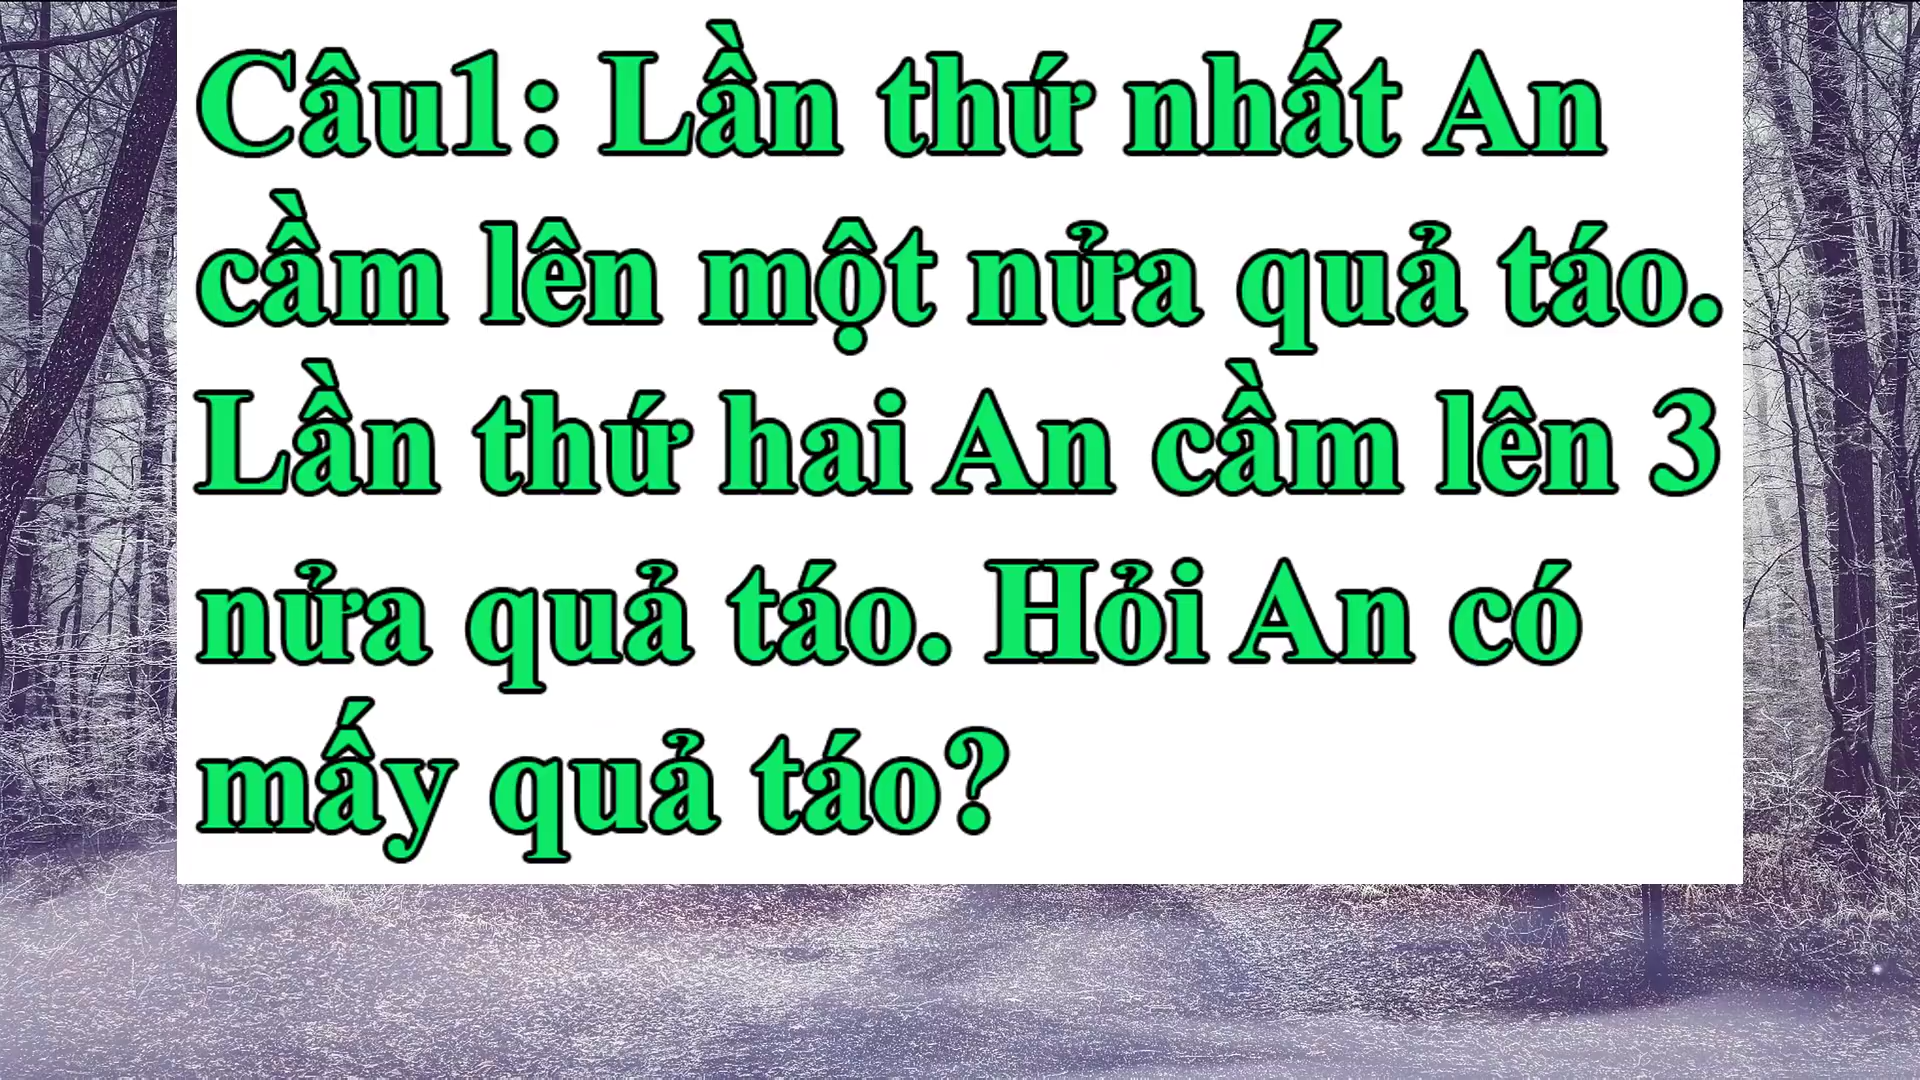 Câu1: Lần thứ nhất An
cầm lên một nửa quả táo.
Lần thứ hai An cầm lên 3
nửa quả táo. Hỏi An có
mấy quả táo?